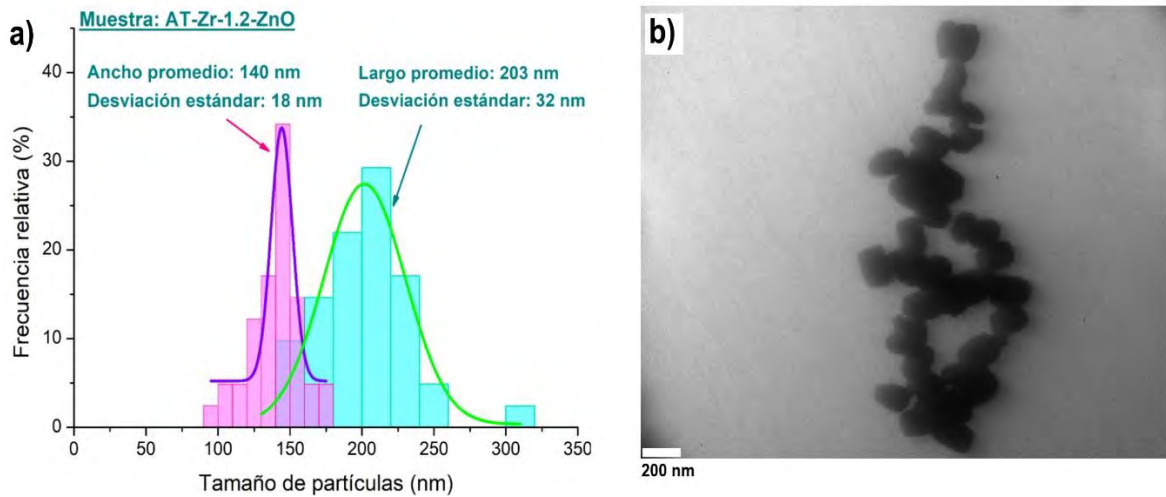 a)
Muestra: AT-Zr-1.2-ZnO
Ancho promedio: 140 nm
Desviación estándar: 18 nm
Largo promedio: 203 nm
Desviación estándar: 32 nm
Frecuencia relativa (%)
40
30
20
10
0
0 50 100 150 200 250 300 350
Tamaño de partículas (nm)
b)
200 nm